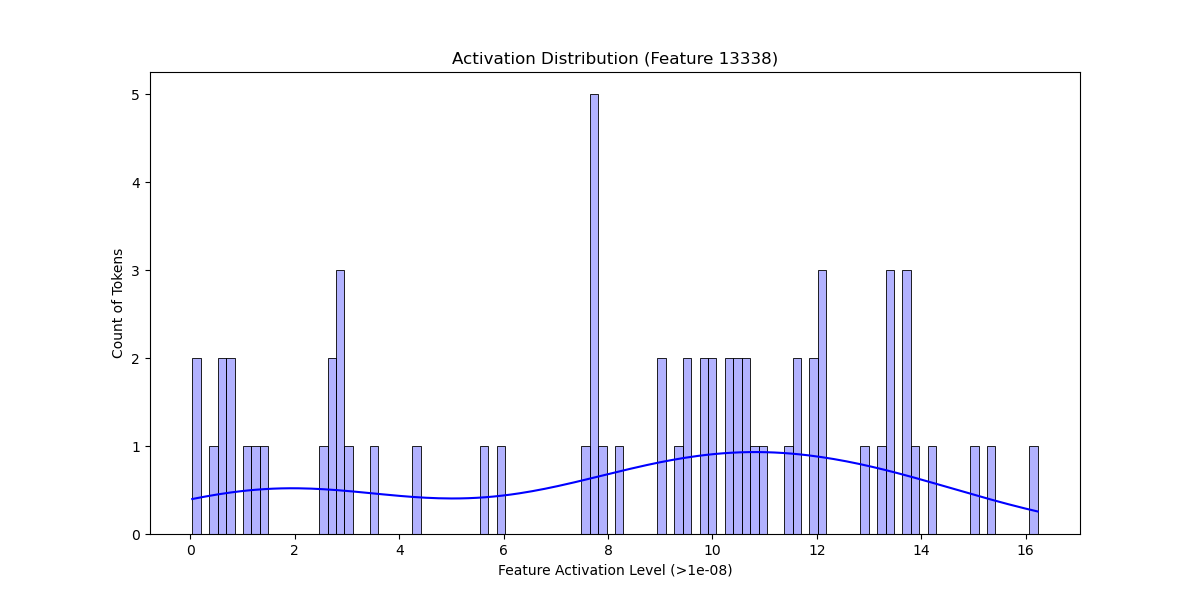 Activation Distribution (Feature 13338)
Count of Tokens
5
4
3
2
1
0
0 2 4 6 8 10 12 14 16
Feature Activation Level (>1e-08)